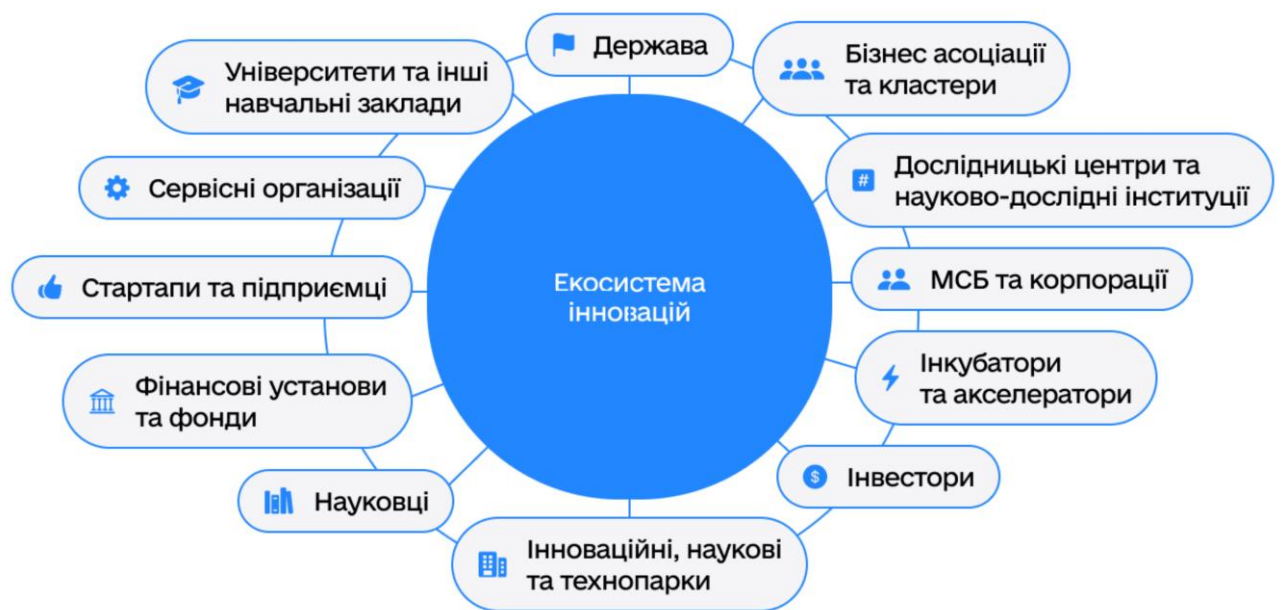 Держава
Бізнес асоціації
та кластери
Університети та інші
навчальні заклади
Дослідницькі центри та
науково-дослідні інституції
Сервісні організації
МСБ та корпорації
Стартапи та підприємці
Екосистема
інновацій
Інкубатори
та акселератори
Фінансові установи
та фонди
Інвестори
Науковці
Інноваційні, наукові
та технопарки